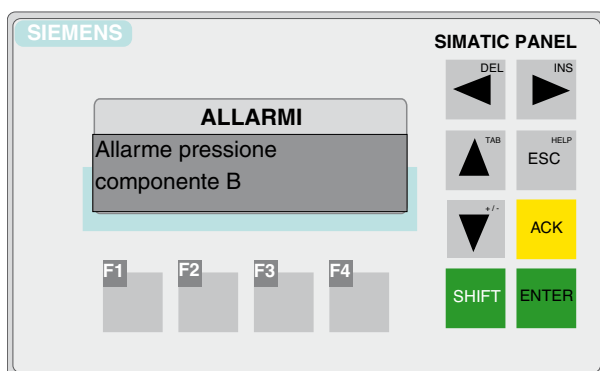 SIEMENS
SIMATIC PANEL
DEL
INS
ALLARMI
Allarme pressione
componente B
TAB
HELP
ESC
+/-
ACK
F1 F2 F3 F4
SHIFT
ENTER